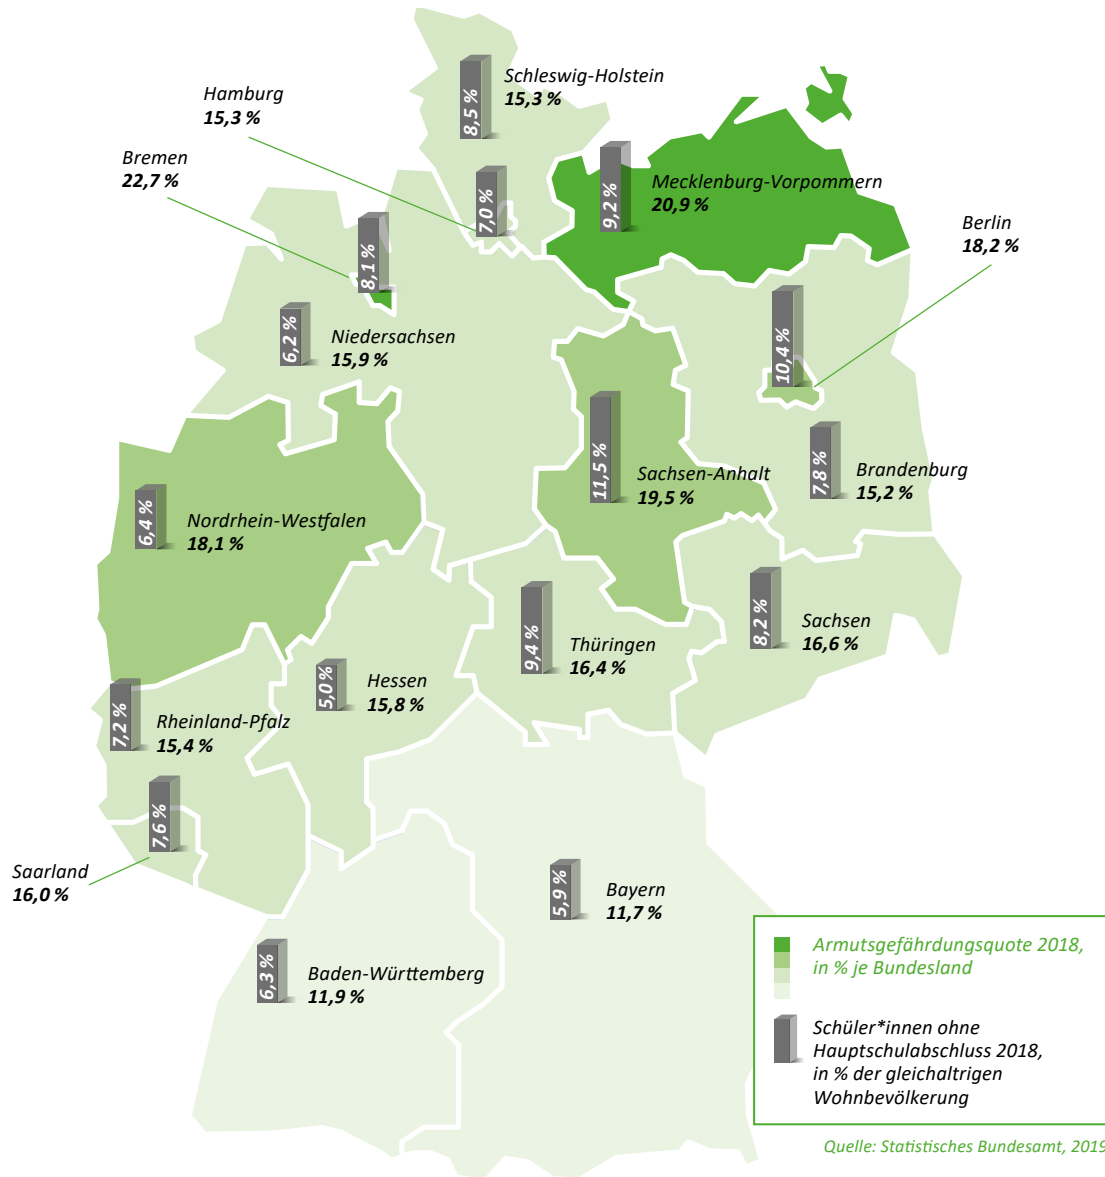 8,5 %
Schleswig-Holstein
15,3 %
Hamburg
15,3 %
7,0 %
Bremen
22,7 %
8,1 %
9,2 %
Mecklenburg-Vorpommern
20,9 %
Berlin
18,2 %
10,4 %
6,2 %
Niedersachsen
15,9 %
11,5 %
Sachsen-Anhalt
19,5 %
7,8 %
Brandenburg
15,2 %
6,4 %
Nordrhein-Westfalen
18,1 %
9,4 %
Thüringen
16,4 %
8,2 %
Sachsen
16,6 %
5,0 %
Hessen
15,8 %
7,2 %
Rheinland-Pfalz
15,4 %
7,6 %
Saarland
16,0 %
5,9 %
Bayern
11,7 %
6,3 %
Baden-Württemberg
11,9 %
Armutsgefährdungsquote 2018,
in % je Bundesland
Schüler*innen ohne
Hauptschulabschluss 2018,
in % der gleichaltrigen
Wohnbevölkerung
Quelle: Statistisches Bundesamt, 2019